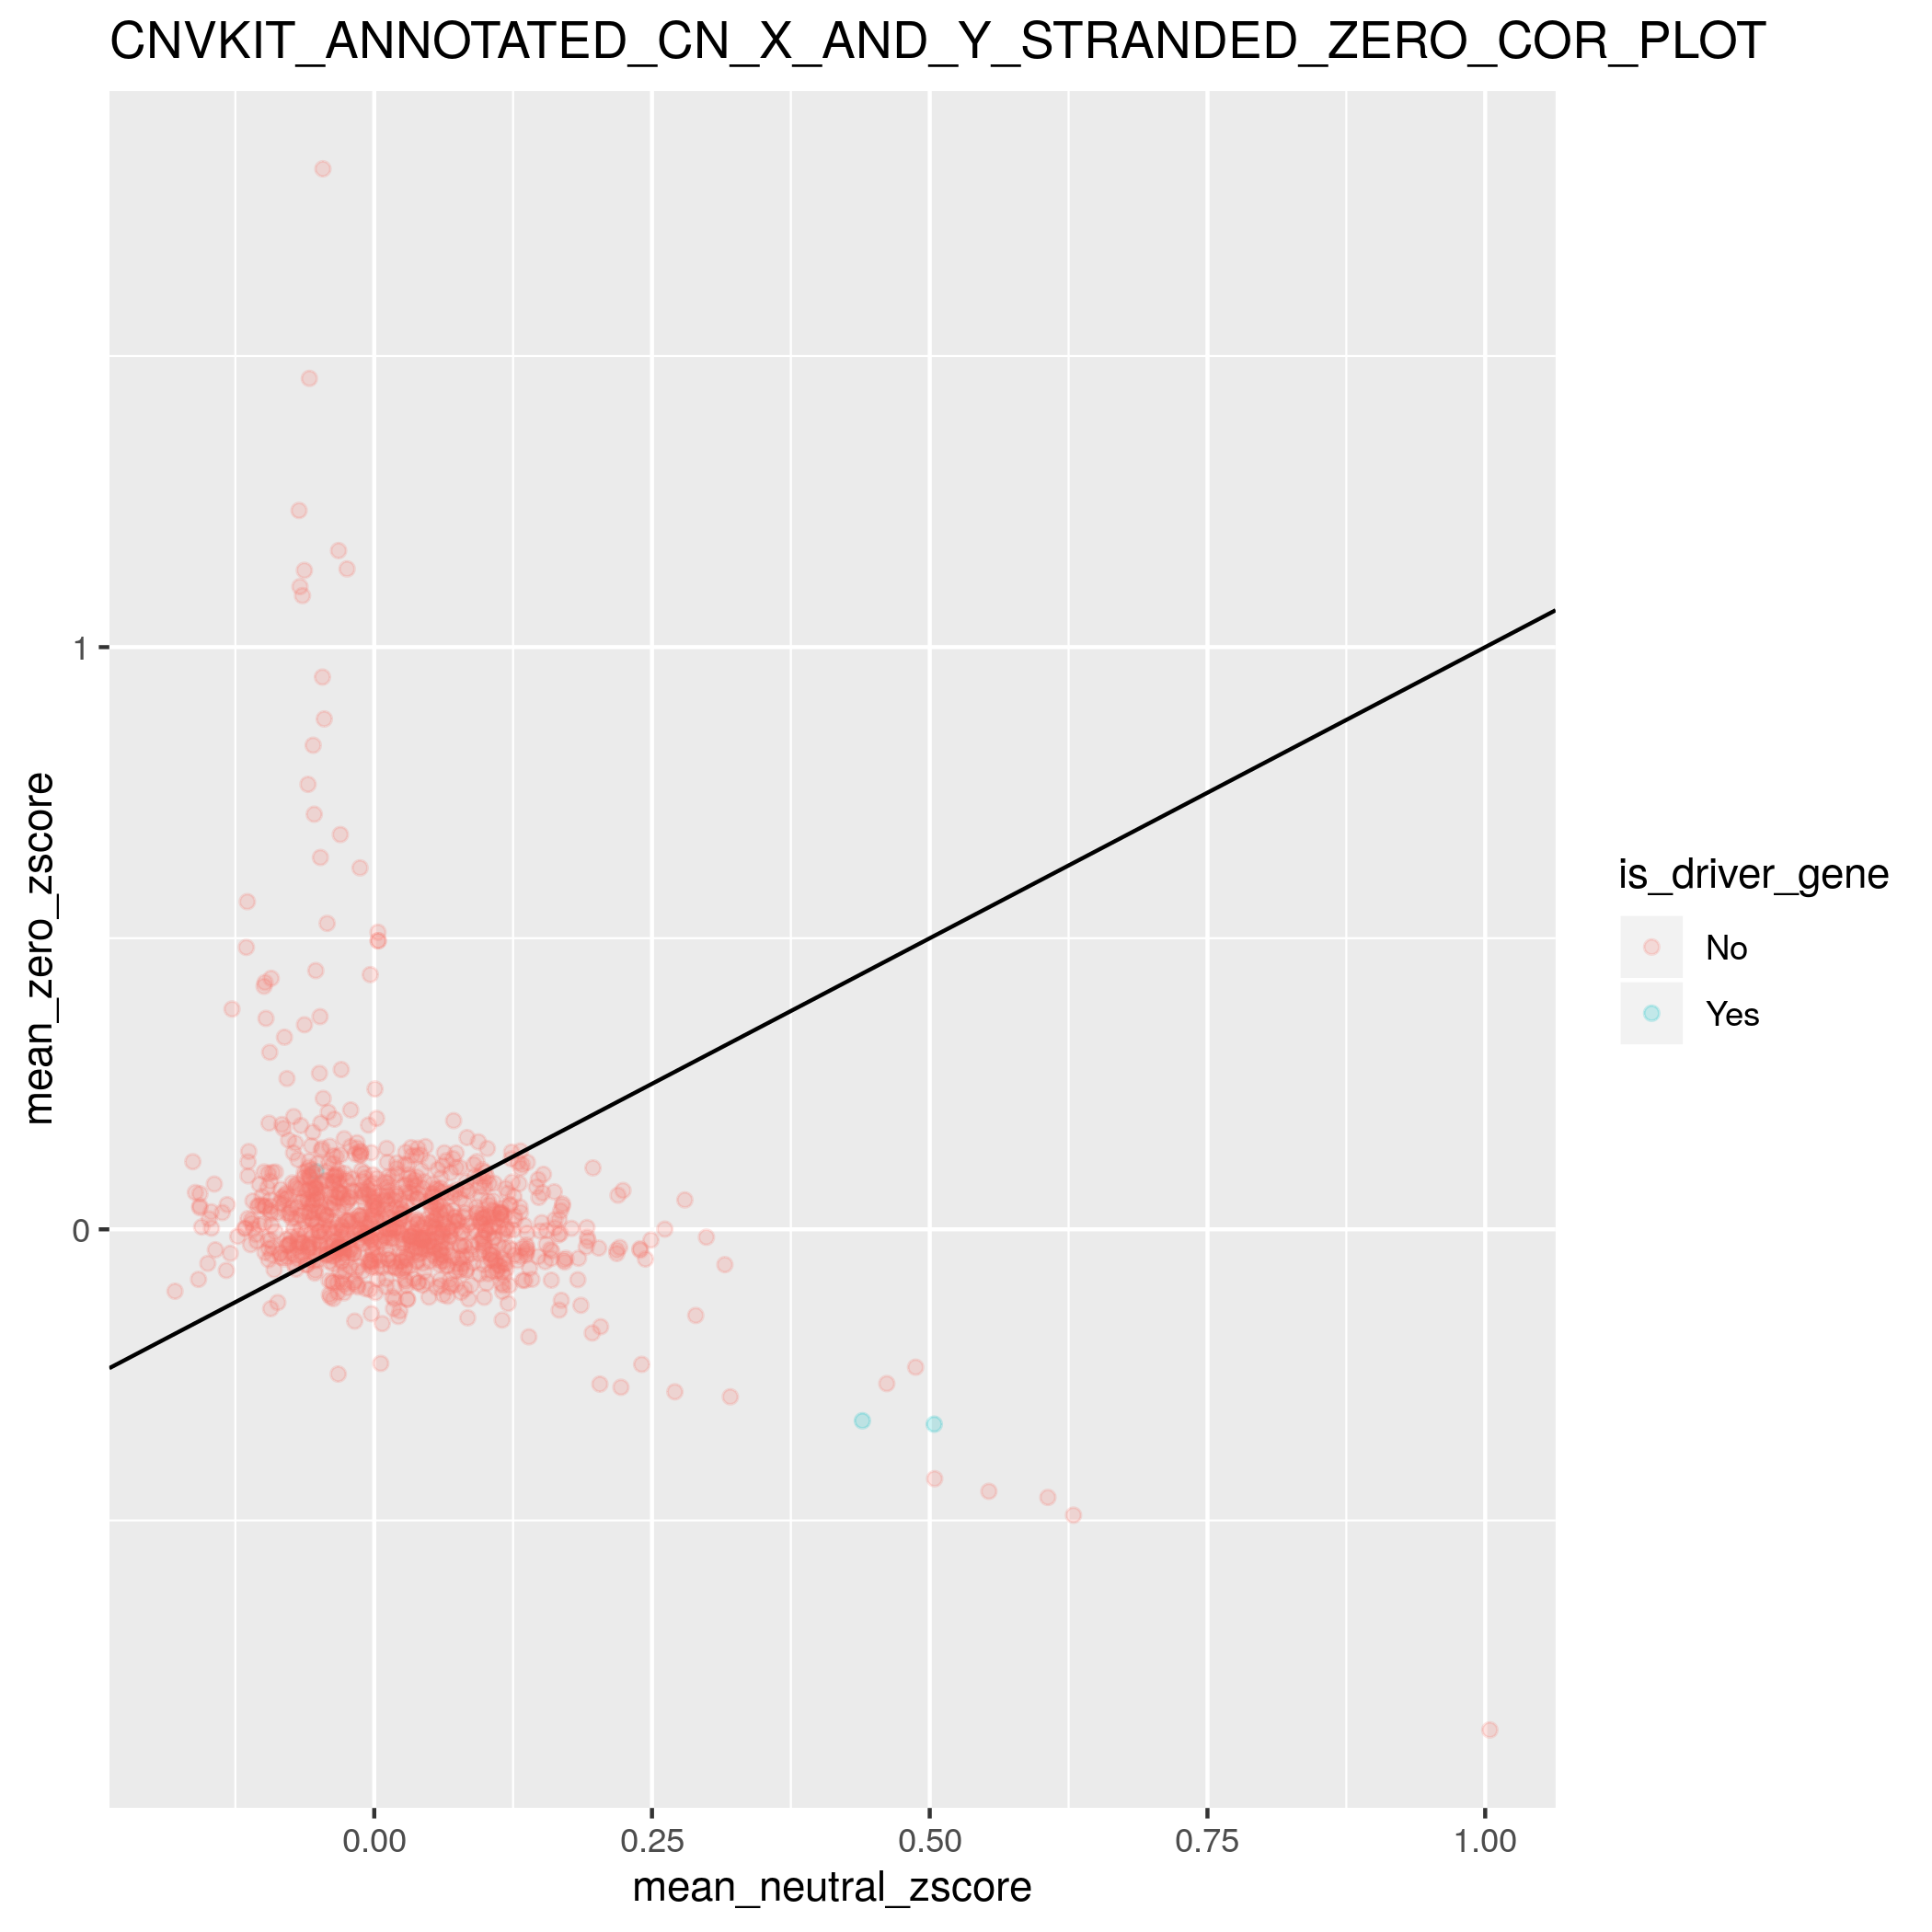 CNVKIT_ANNOTATED_CN_X_AND_Y_STRANDED_ZERO_COR_PLOT
mean_zero_zscore
1
0
0.00 0.25 0.50 0.75 1.00
mean_neutral_zscore
is_driver_gene
No
Yes